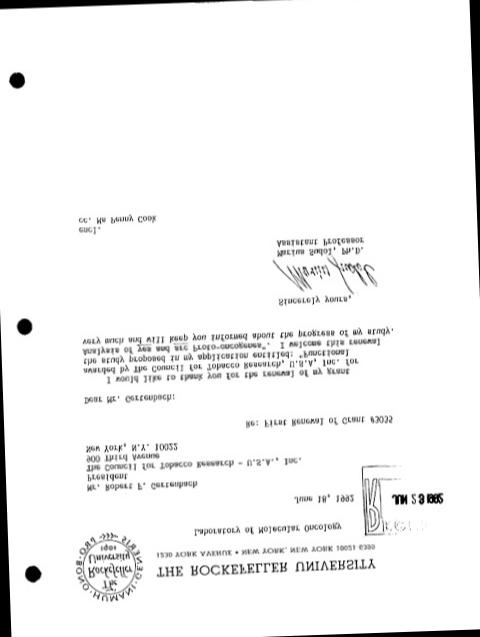 THE ROCKEFELLER UNIVERSITY
1230 YORK AVENUE • NEW YORK, NEW YORK 10021-6399
PRO·BONO·HUMANI·GENERIS
The
Rockefeller
University
1901
Laboratory of Molecular Oncology
JUN 23 1992
June 18, 1992
Mr. Robert F. Gertenbach
President
The Council for Tobacco Research - U.S.A., Inc.
900 Third Avenue
New York, N.Y. 10022
Re: First Renewal of Grant #3035
Dear Mr. Gertenbach:
I would like to thank you for the renewal of my grant
awarded by The Council for Tobacco Research, U.S.A, Inc. for
the study proposed in my application entitled: "Functional
Analysis of yes and src Proto-oncogenes". I welcome this renewal
very much and will keep you informed about the progress of my study.
Sincerely yours,
Marius Sudol
Marius Sudol, Ph.D.
Assistant Professor
encl.
cc. Ms Penny Cook